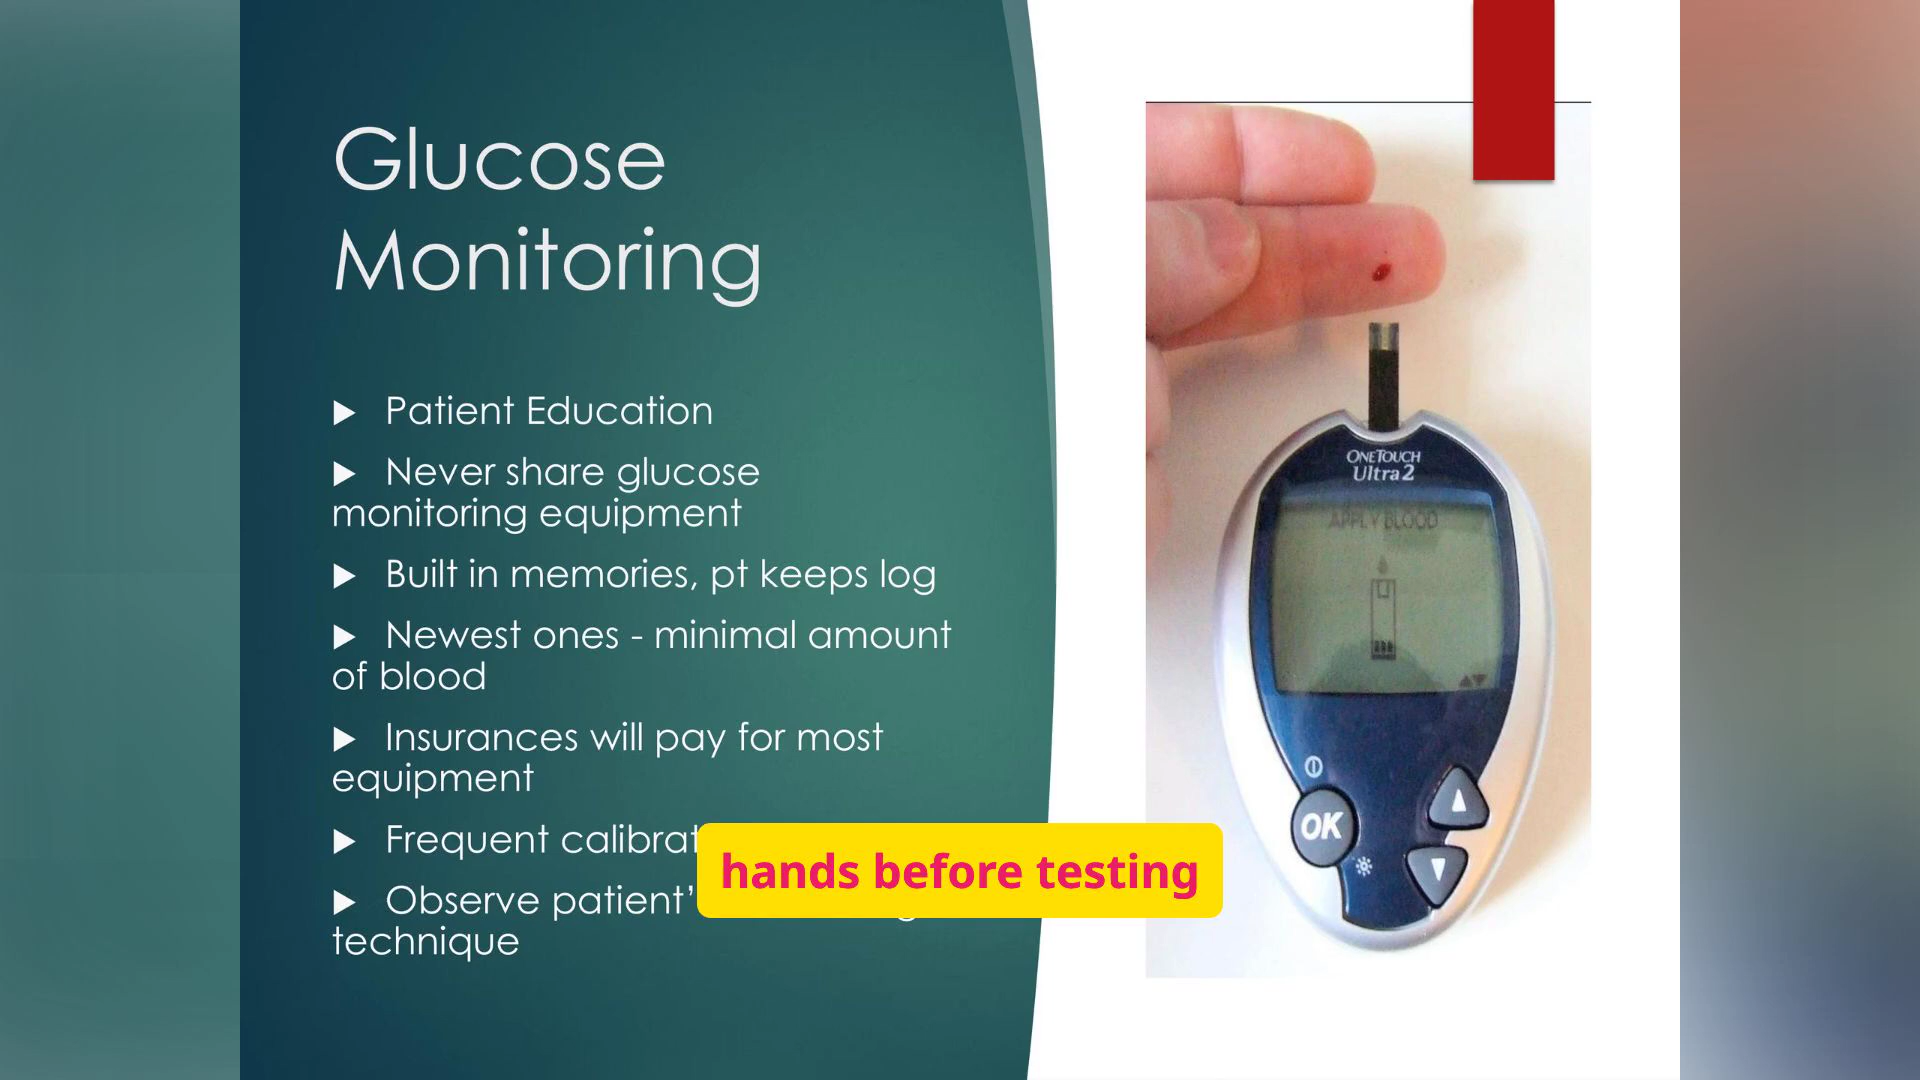 Glucose
Monitoring
Patient Education
Never share glucose
monitoring equipment
Built in memories, pt keeps log
Newest ones - minimal amount
of blood
Insurances will pay for most
equipment
Frequent
Observe patient’
technique
hands before testing
ONETOUCH
Ultra2
APPLY BLOOD
OK